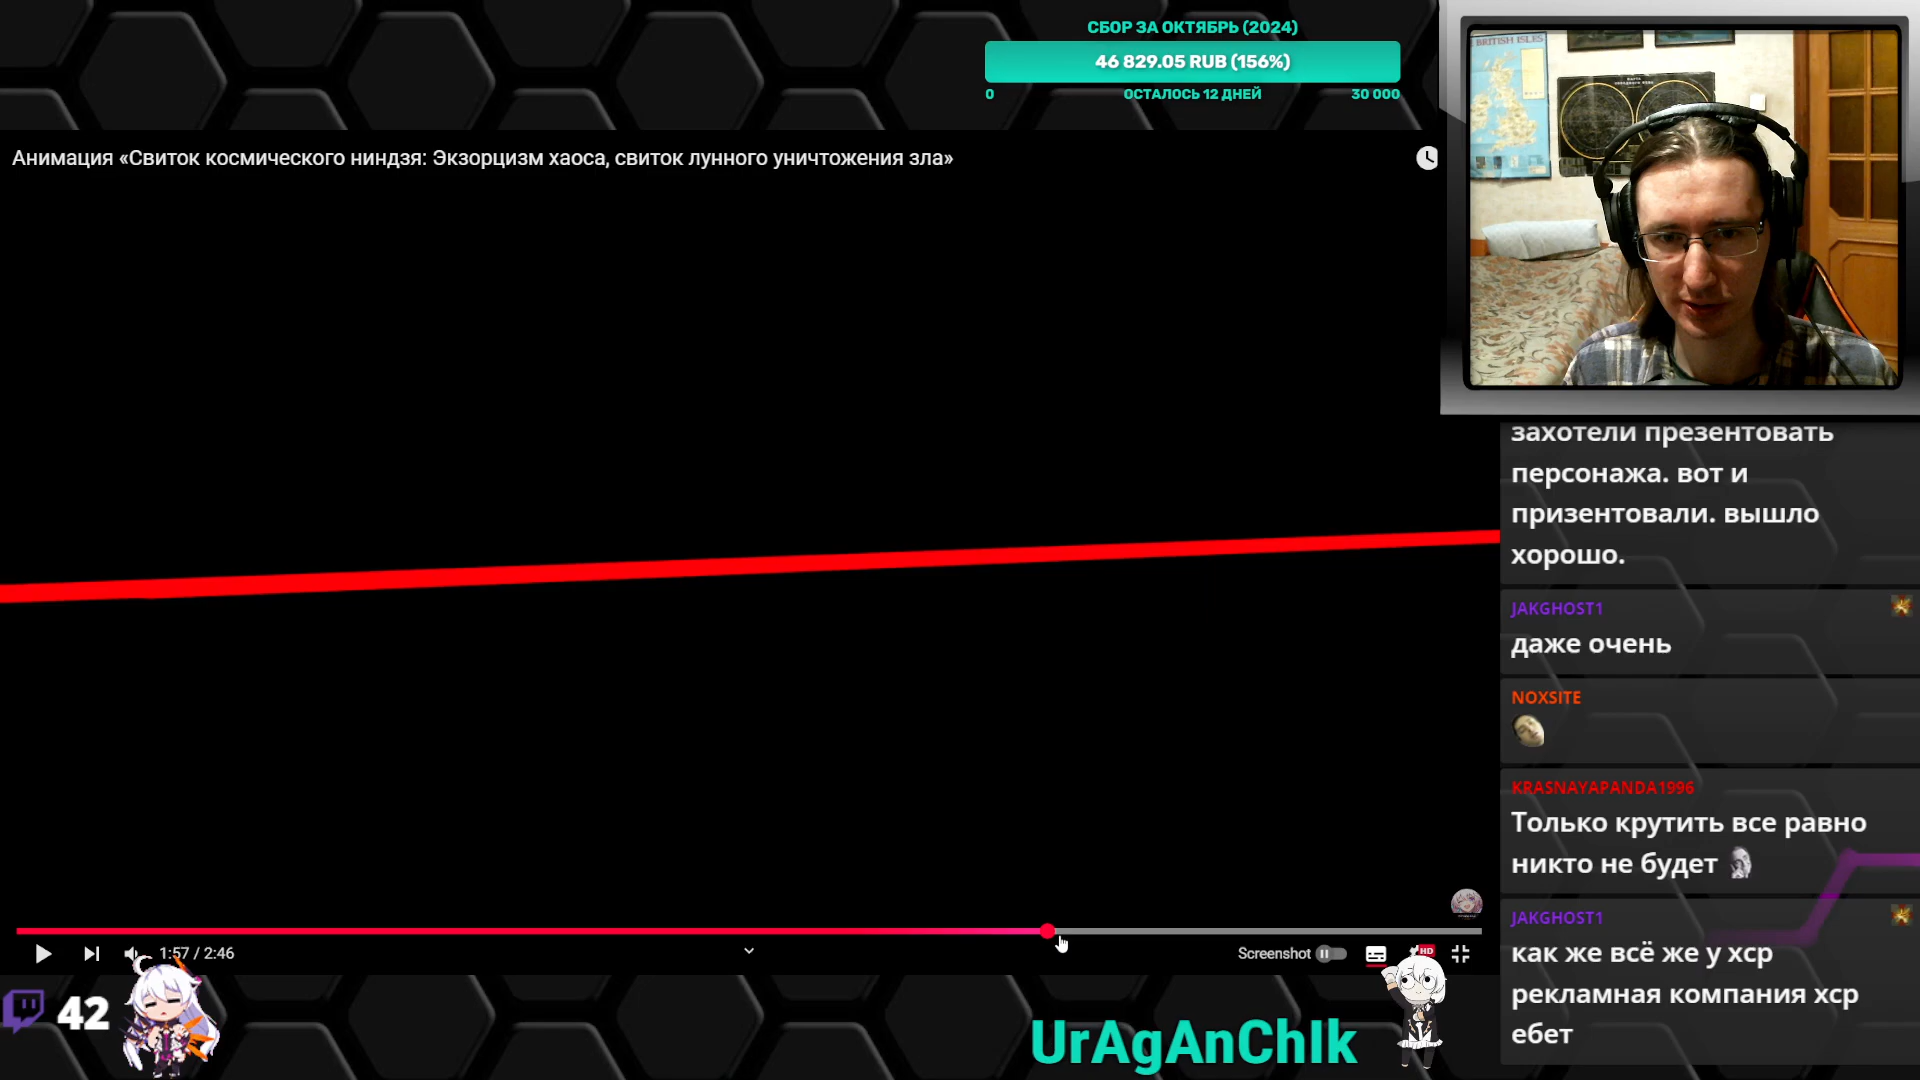 СБОР ЗА ОКТЯБРЬ (2024)
46 829.05 RUB (156%)
0
ОСТАЛОСЬ 12 ДНЕЙ
30 000
Анимация «Свиток космического ниндзя: Экзорцизм хаоса, свиток лунного уничтожения зла»
BRITISH ISLES
захотели презентовать
персонажа. вот и
призентовали. вышло
хорошо.
JAKGHOST1
даже очень
NOXSITE
KRASNAYAPANDA1996
Только крутить все равно
никто не будет
JAKGHOST1
как же всё же у хср
рекламная компания хср
ебет
1:57 / 2:46
Screenshot
HD
42
UrAgAnChIk